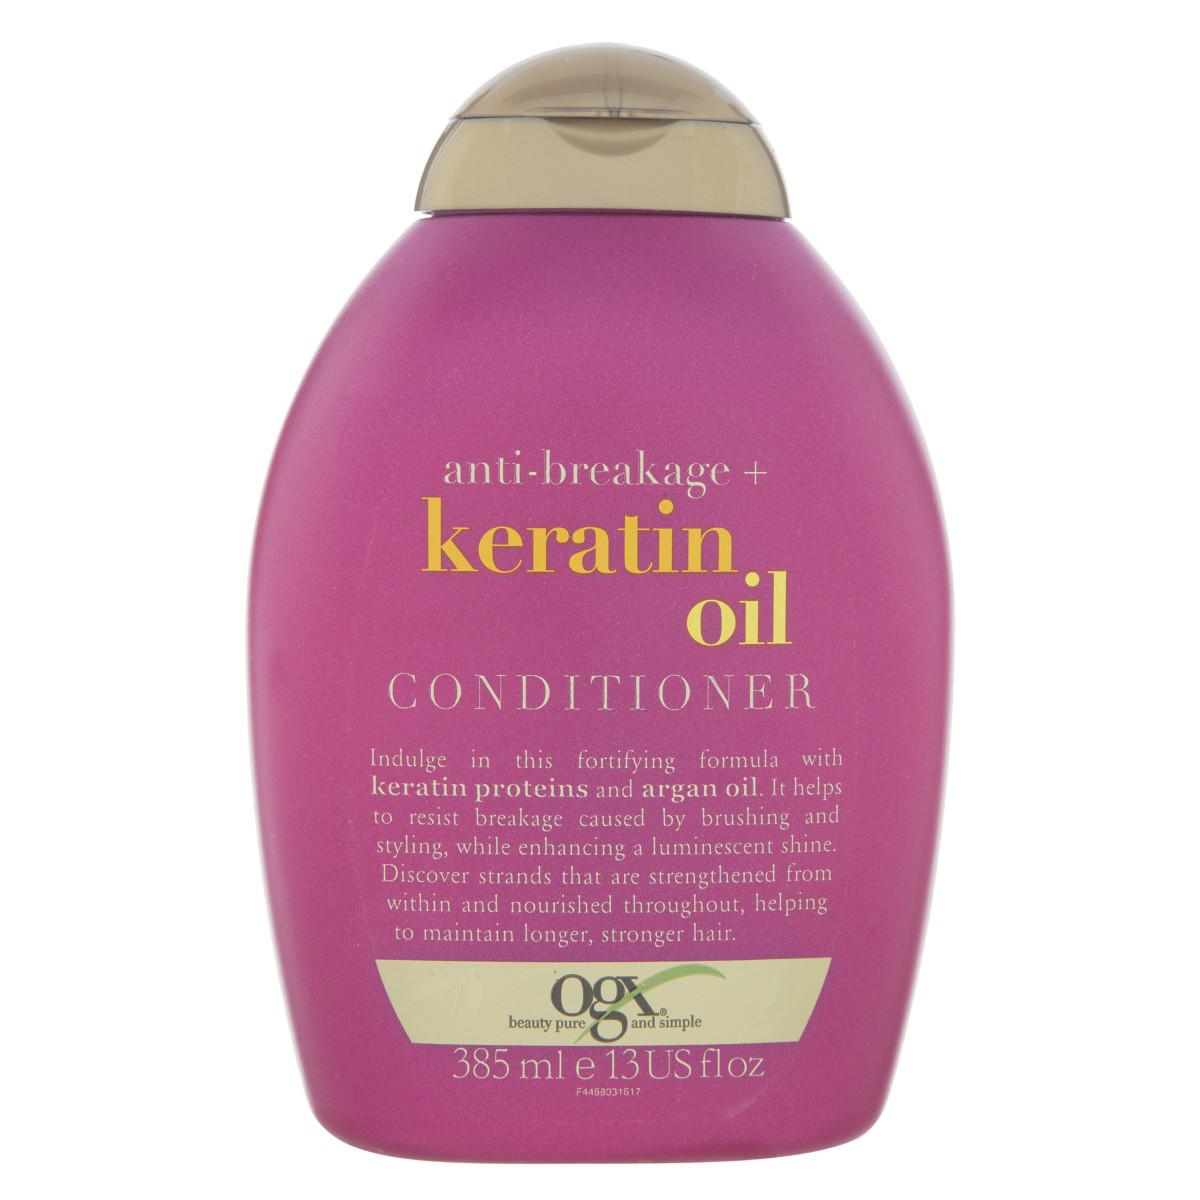 anti-breakage +
keratin
oil
CONDITIONER
Indulge in this fortifying formula with
keratin proteins and argan oil. It helps
to resist breakage caused by brushing and
styling, while enhancing a luminescent shine.
Discover strands that are strengthened from
within and nourished throughout, helping
to maintain longer, stronger hair.
ogx®
beauty pure and simple
385 ml e 13 US fl oz
F4468031617